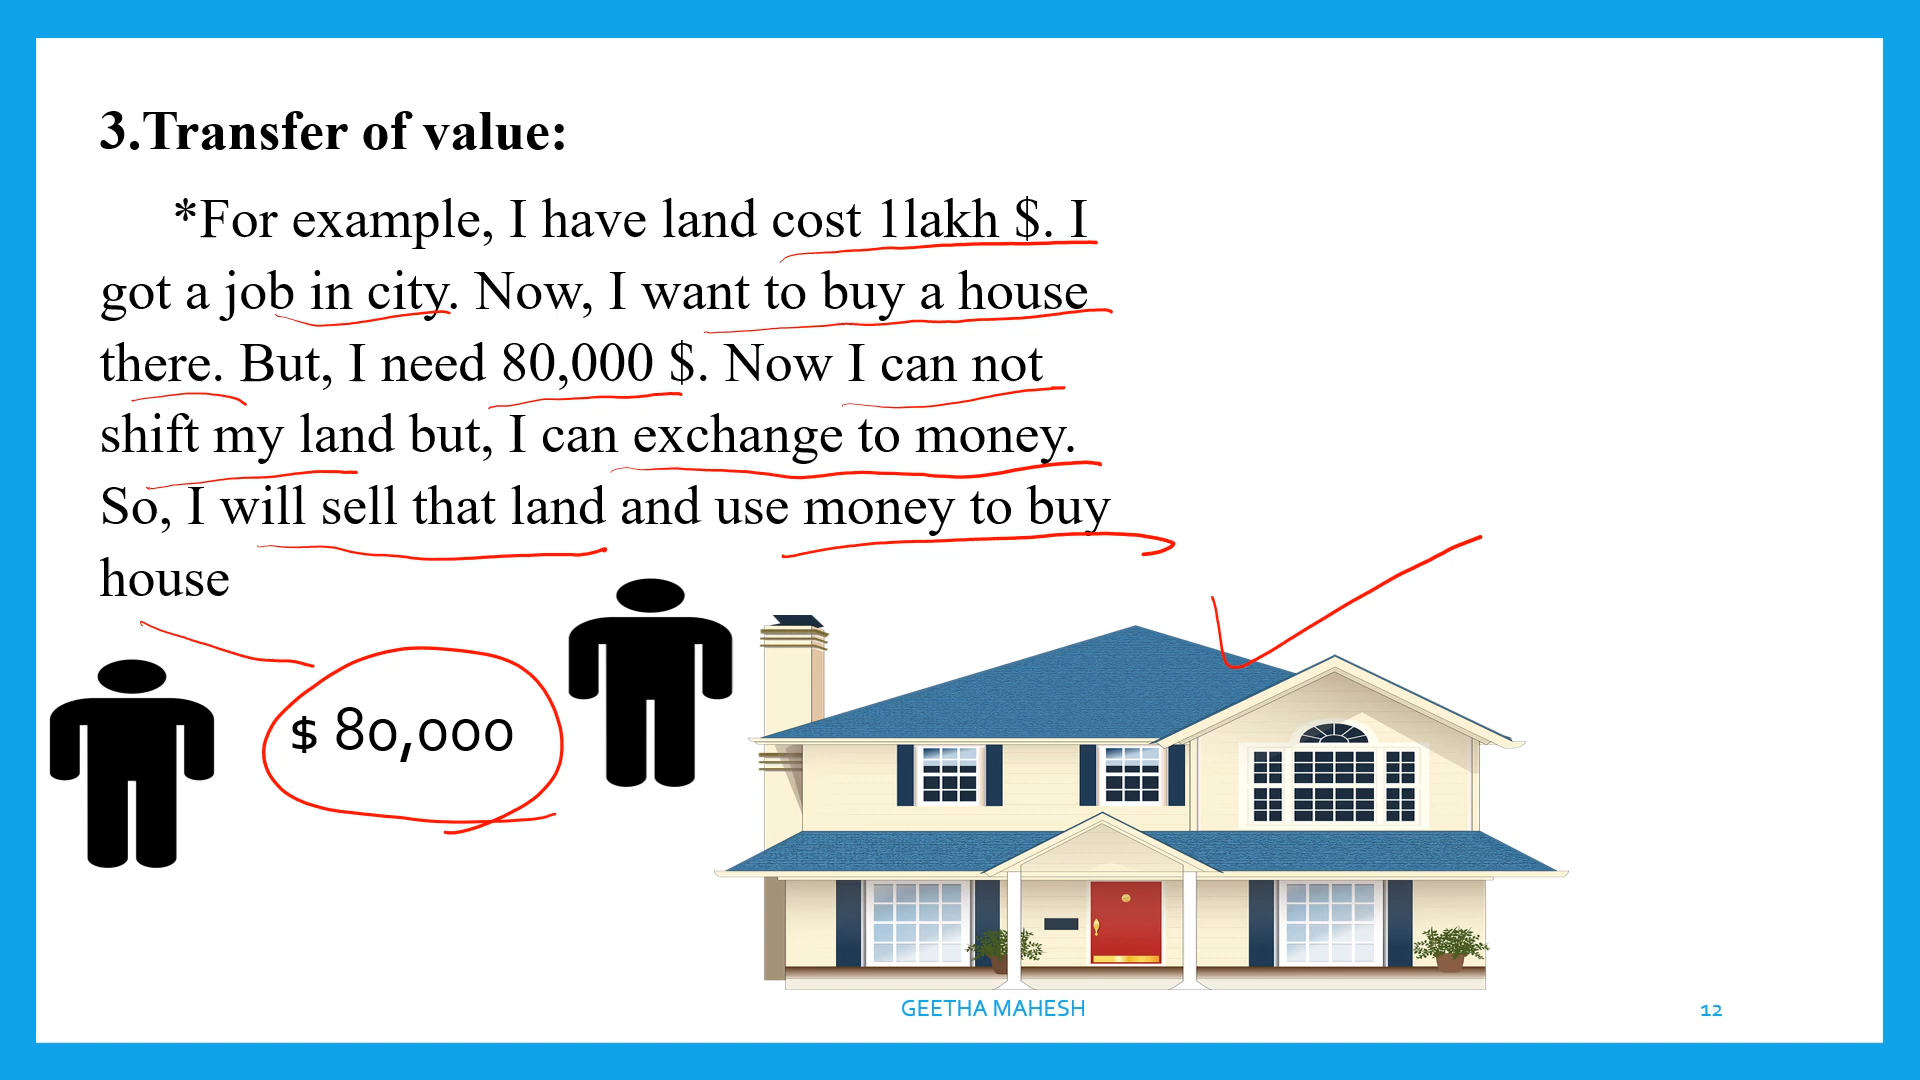 3.Transfer of value:
*For example, I have land cost 1lakh $. I
got a job in city. Now, I want to buy a house
there. But, I need 80,000 $. Now I can not
shift my land but, I can exchange to money.
So, I will sell that land and use money to buy
house
$ 80,000
GEETHA MAHESH
12